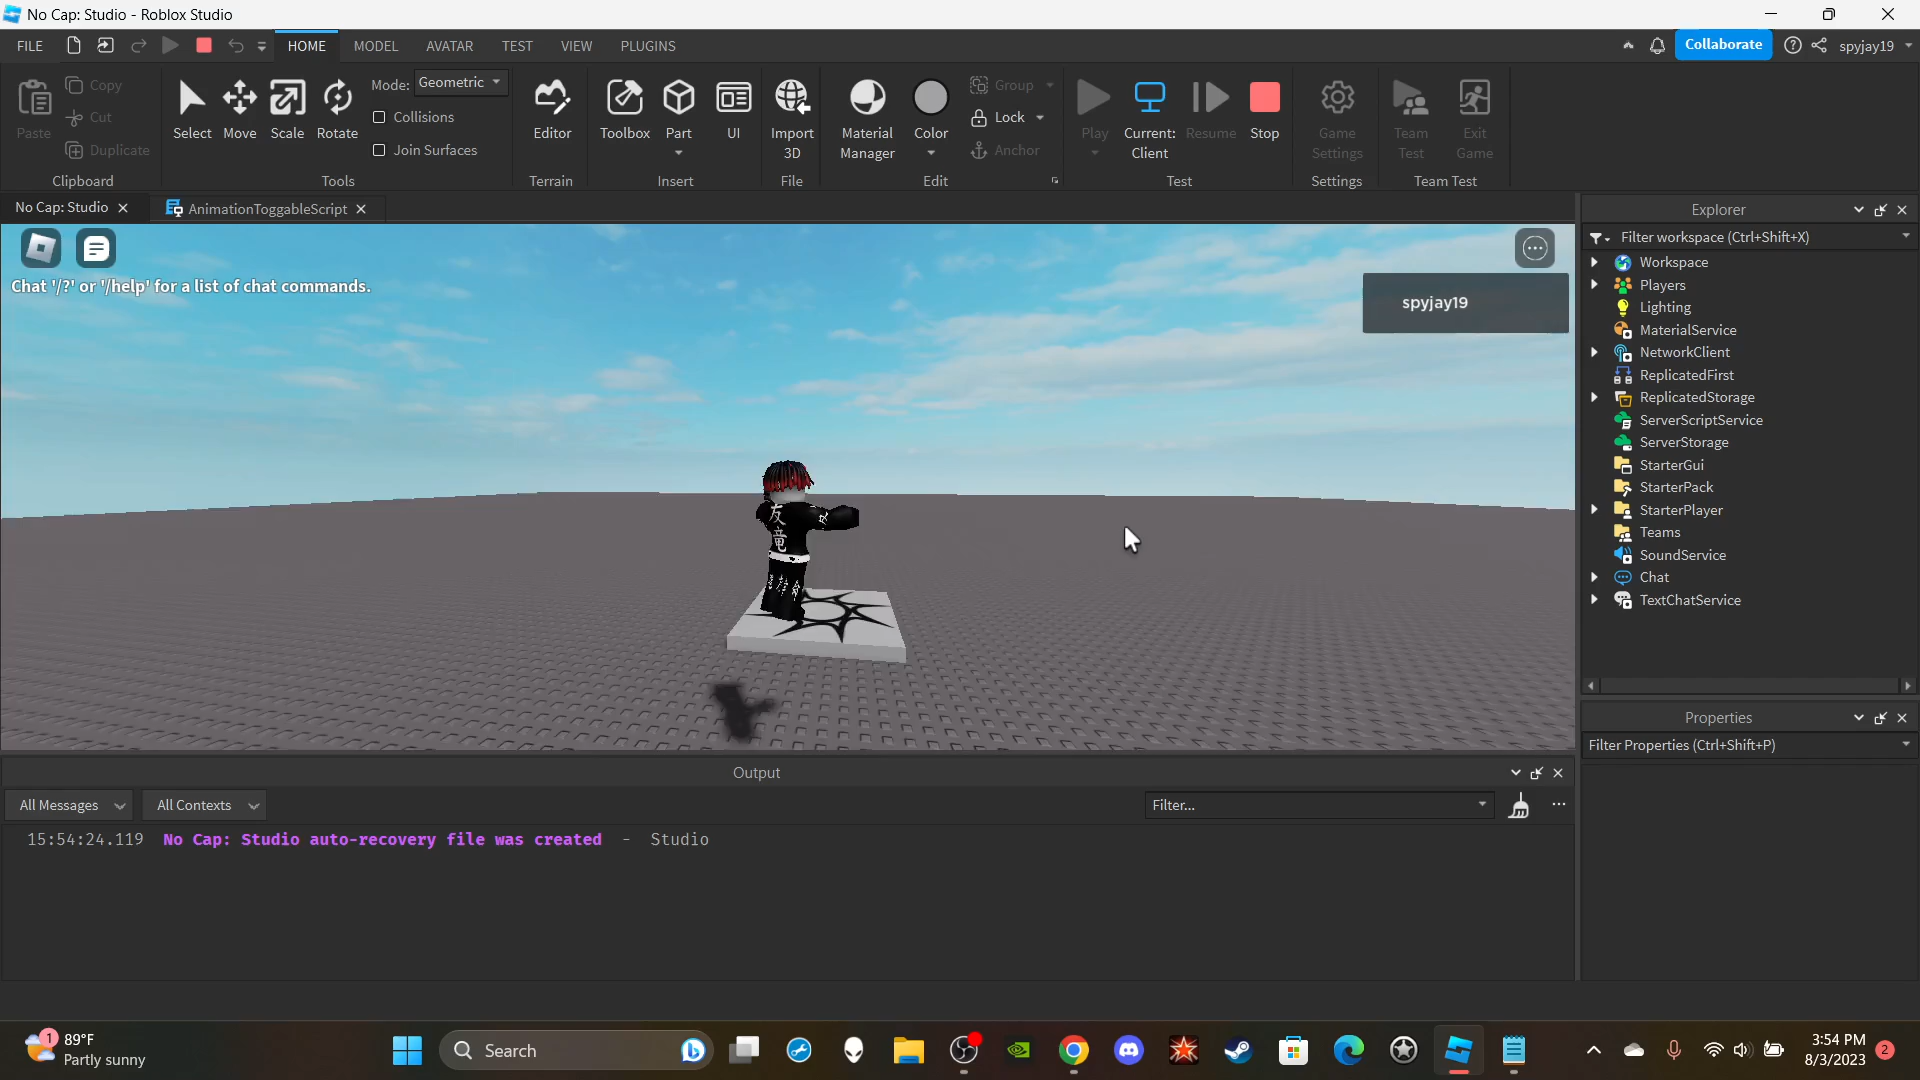 No Cap: Studio - Roblox Studio
FILE HOME MODEL AVATAR TEST VIEW PLUGINS Collaborate spyjay19
Paste Copy Cut Duplicate
Clipboard
Select Move Scale Rotate
Mode: Geometric
Collisions
Join Surfaces
Tools
Editor
Terrain
Toolbox Part UI
Insert
Import 3D
File
Material Manager Color Group Lock Anchor
Edit
Play Current: Client Resume Stop
Test
Game Settings
Settings
Team Test Exit Game
Team Test
No Cap: Studio AnimationToggableScript
Chat '/?' or '/help' for a list of chat commands.
spyjay19
友
竜
Explorer
Filter workspace (Ctrl+Shift+X)
Workspace
Players
Lighting
MaterialService
NetworkClient
ReplicatedFirst
ReplicatedStorage
ServerScriptService
ServerStorage
StarterGui
StarterPack
StarterPlayer
Teams
SoundService
Chat
TextChatService
Properties
Filter Properties (Ctrl+Shift+P)
Output
All Messages All Contexts Filter...
15:54:24.119 No Cap: Studio auto-recovery file was created - Studio
1
89°F
Partly sunny
Search
3:54 PM
8/3/2023
2